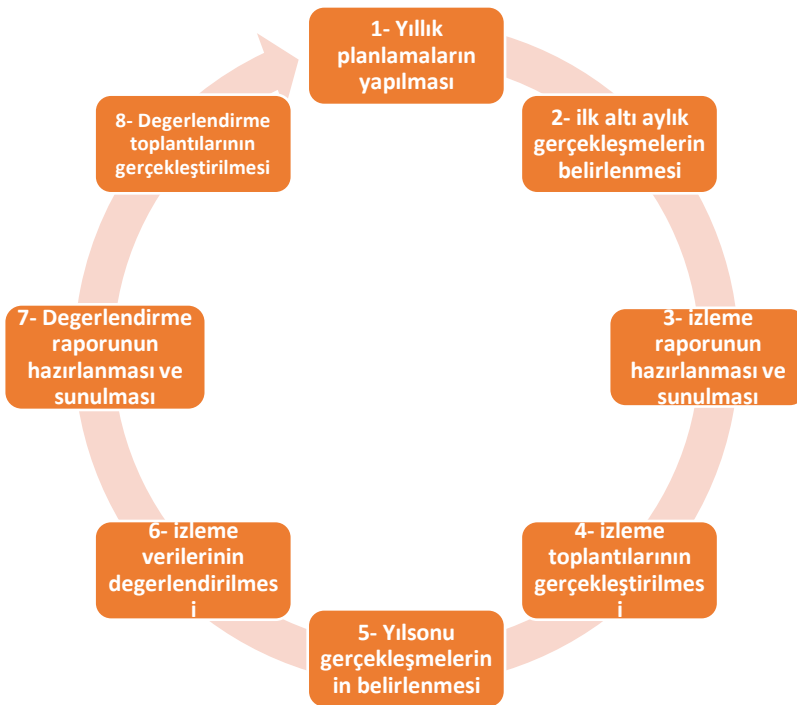 1- Yıllık
planlamaların
yapılması
2- ilk altı aylık
gerçekleşmelerin
belirlenmesi
3- izleme
raporunun
hazırlanması ve
sunulması
4- izleme
toplantılarının
gerçekleştirilmes
i
5- Yılsonu
gerçekleşmelerin
in belirlenmesi
6- izleme
verilerinin
degerlendirilmes
i
7- Degerlendirme
raporunun
hazırlanması ve
sunulması
8- Degerlendirme
toplantılarının
gerçekleştirilmesi